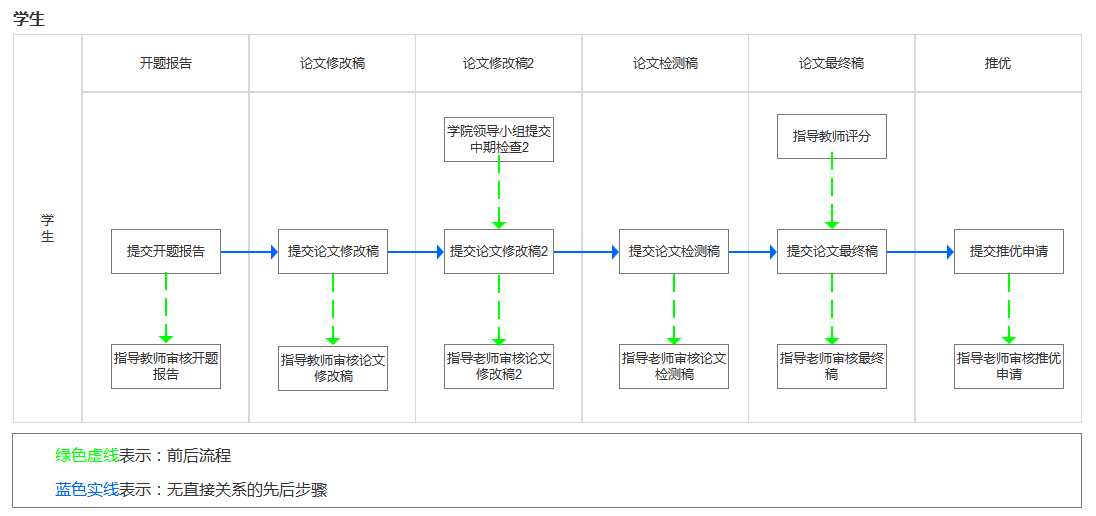 学生
开题报告
论文修改稿
论文修改稿2
论文检测稿
论文最终稿
推优
学院领导小组提交
中期检查2
指导教师评分
学
生
提交开题报告
提交论文修改稿
提交论文修改稿2
提交论文检测稿
提交论文最终稿
提交推优申请
指导教师审核开题
报告
指导教师审核论文
修改稿
指导老师审核论文
修改稿2
指导老师审核论文
检测稿
指导老师审核最终
稿
指导老师审核推优
申请
绿色虚线表示：前后流程
蓝色实线表示：无直接关系的先后步骤